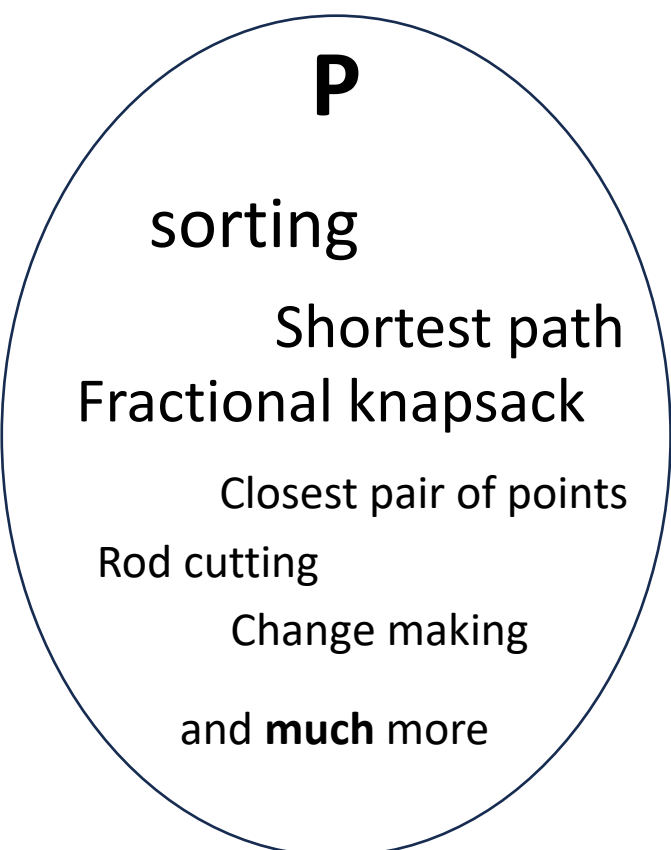 P
sorting
Shortest path
Fractional knapsack
Closest pair of points
Rod cutting
Change making
and much more